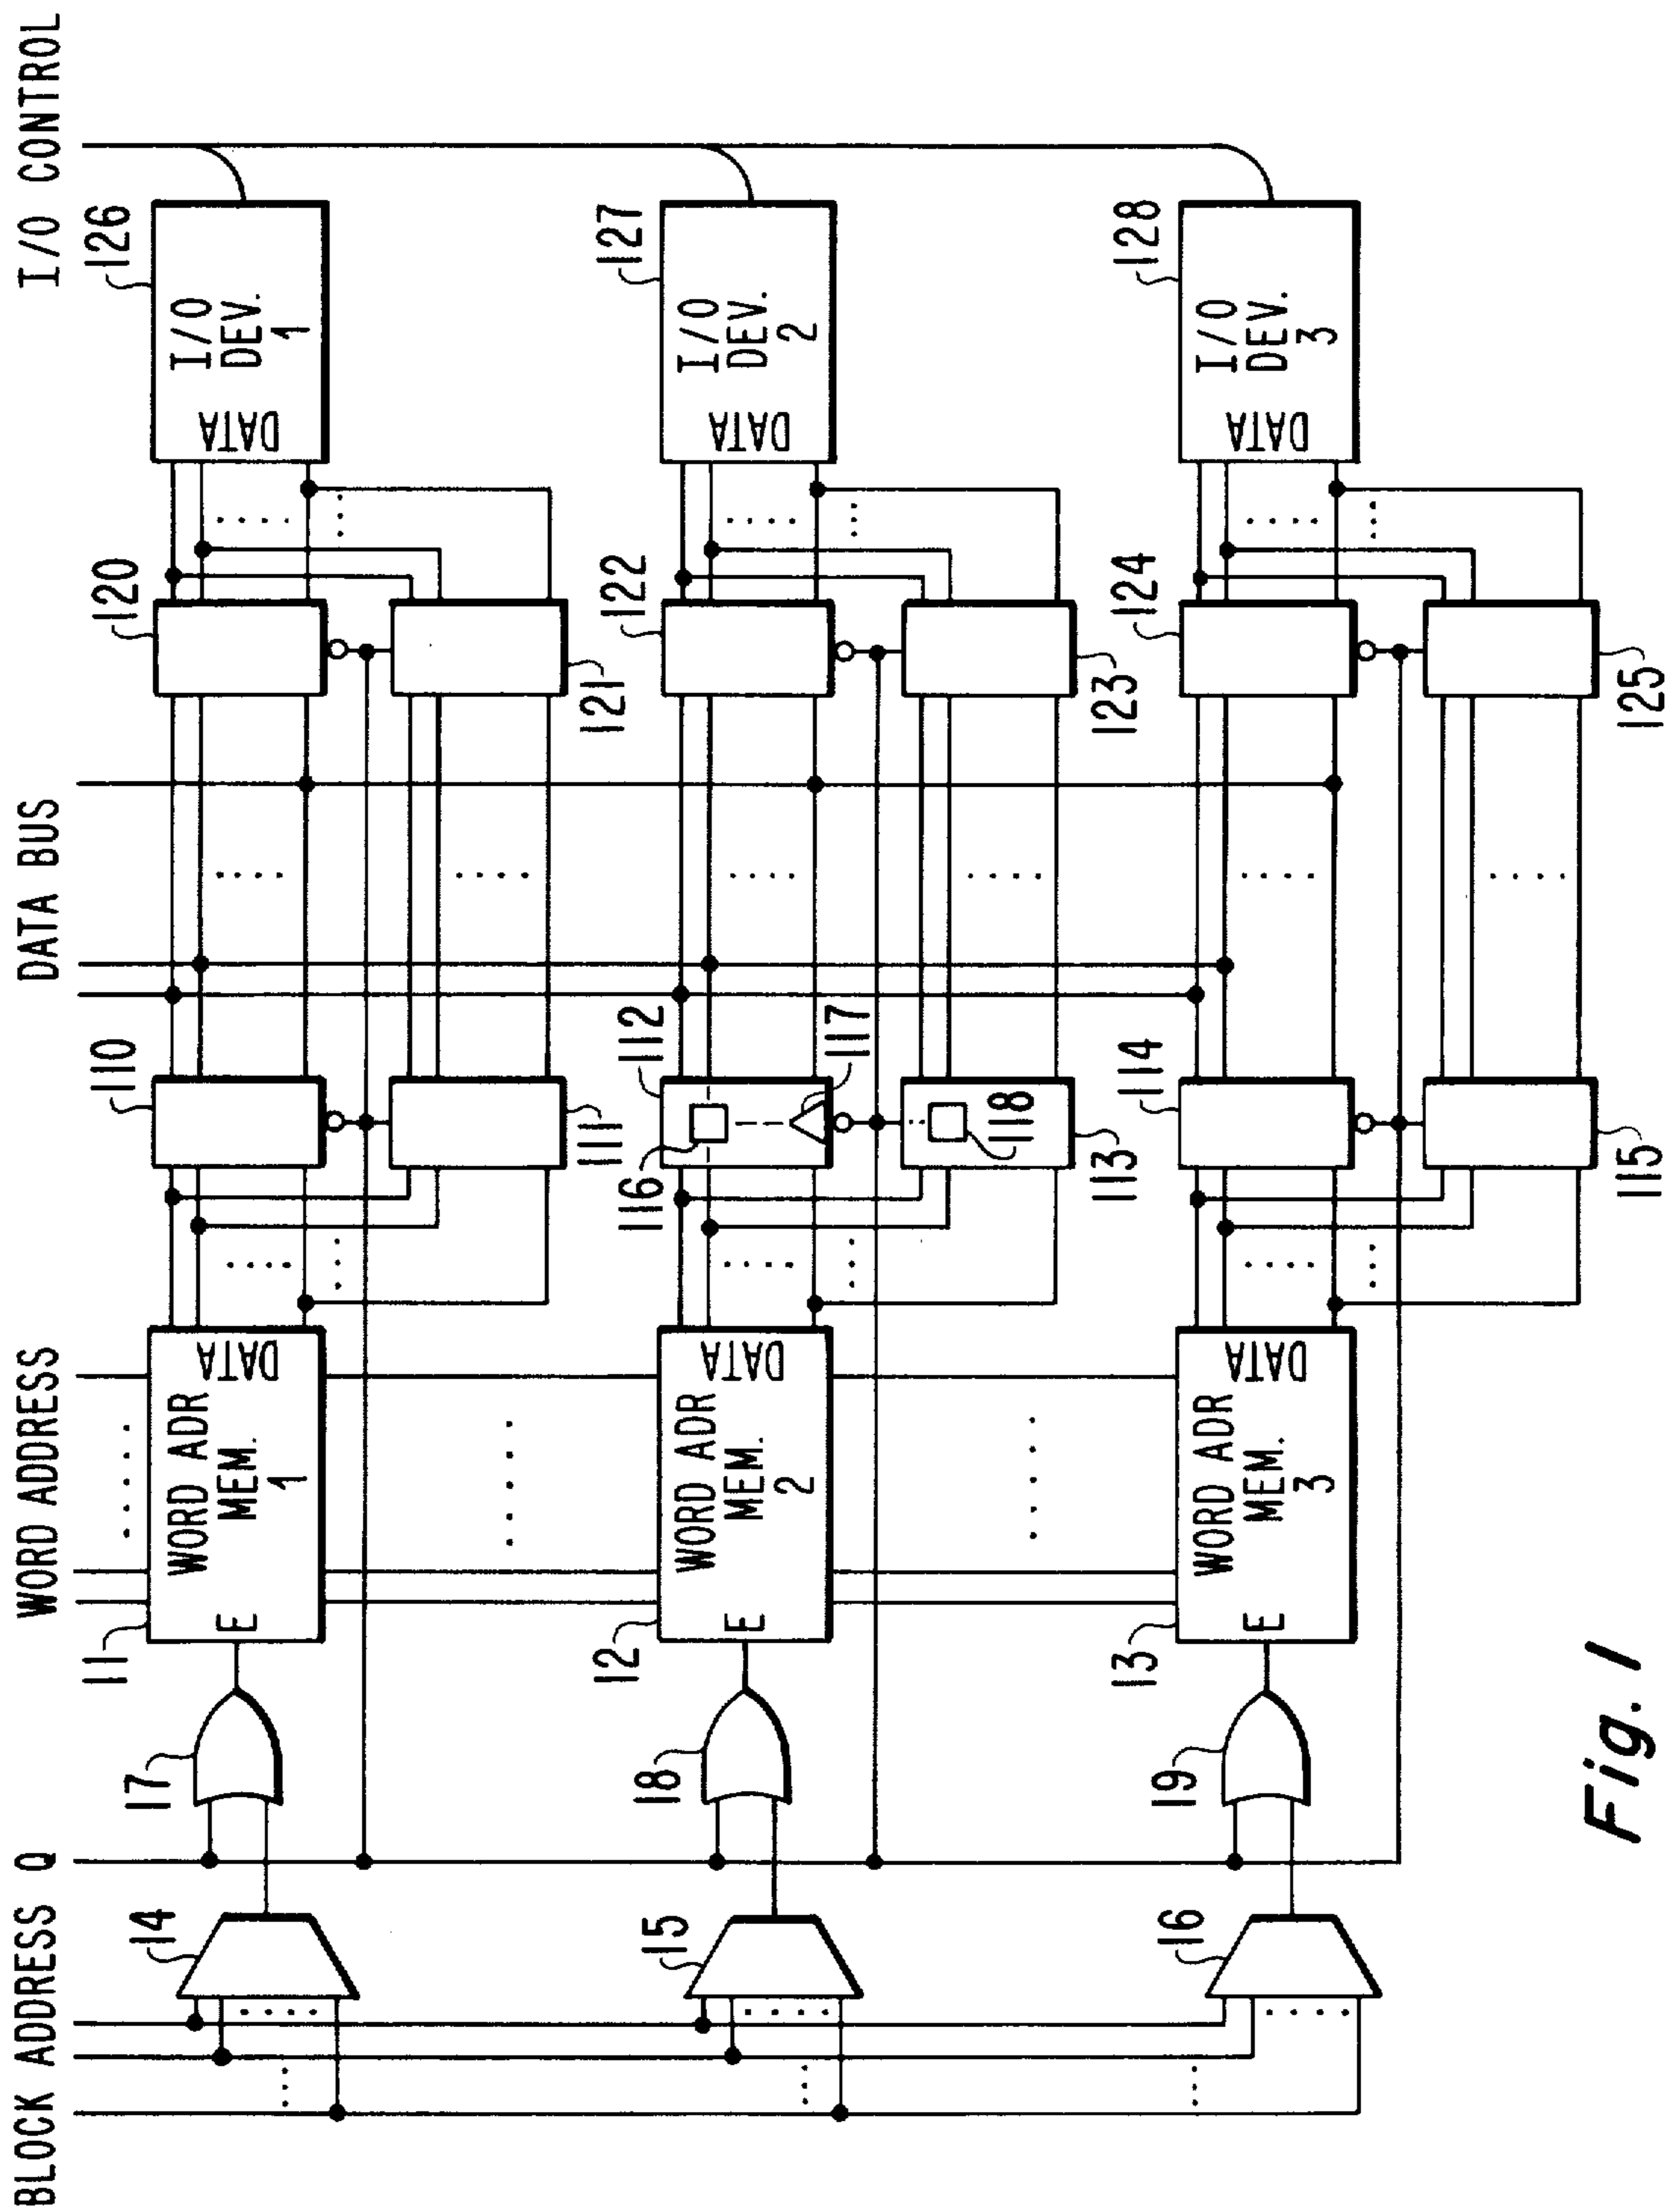 BLOCK ADDRESS
Q
WORD ADDRESS
DATA BUS
I/O CONTROL
14
17
11
E
WORD ADR
MEM.
1
DATA
110
111
120
121
126
DATA
I/O
DEV.
1
15
18
12
E
WORD ADR
MEM.
2
DATA
116
112
117
118
113
122
123
127
DATA
I/O
DEV.
2
16
19
13
E
WORD ADR
MEM.
3
DATA
114
115
124
125
128
DATA
I/O
DEV.
3
Fig. 1